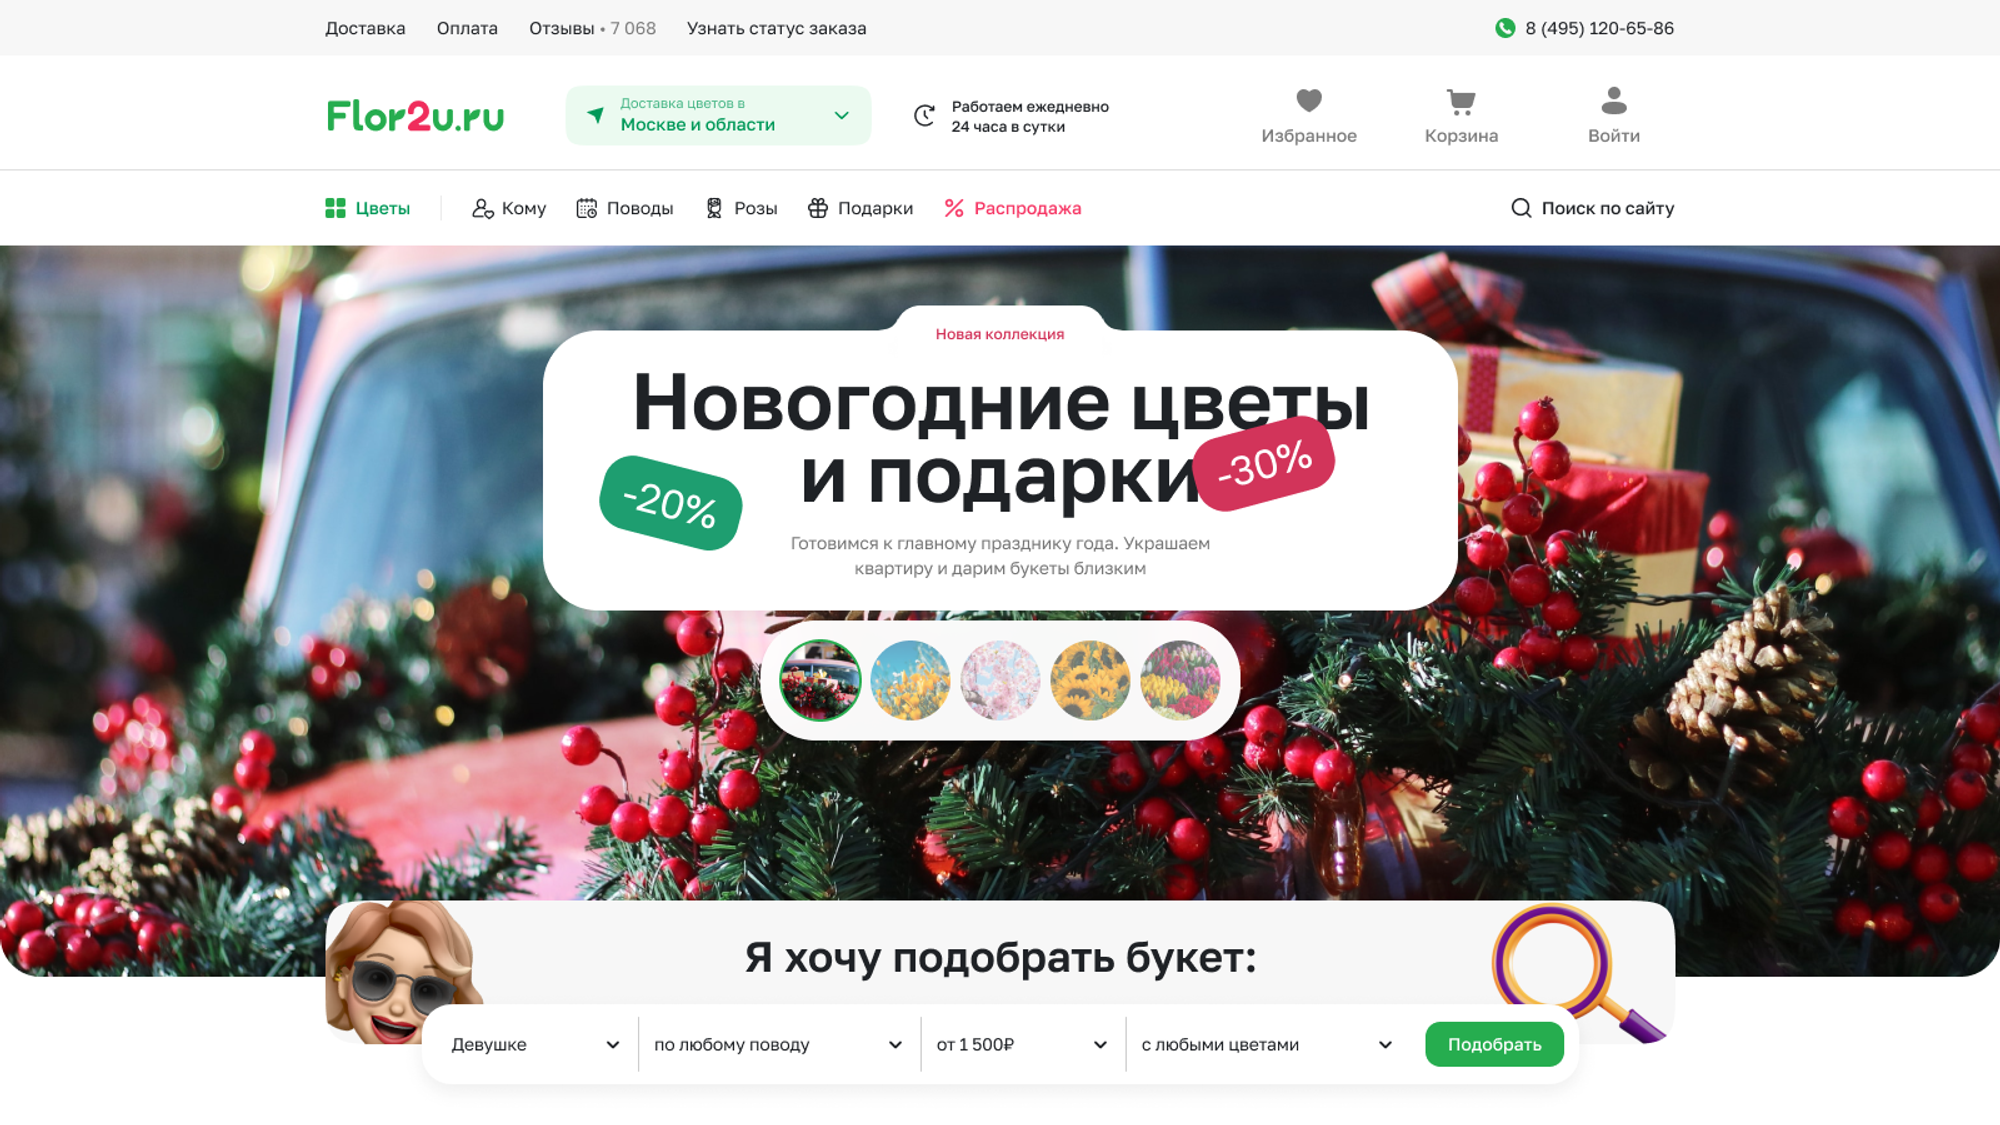 Доставка
Оплата
Отзывы • 7 068
Узнать статус заказа
8 (495) 120-65-86
Flor2u.ru
Доставка цветов в
Москве и области
Работаем ежедневно
24 часа в сутки
Избранное
Корзина
Войти
Цветы
Кому
Поводы
Розы
Подарки
Распродажа
Поиск по сайту
Новая коллекция
Новогодние цветы
и подарки
-30%
-20%
Готовимся к главному празднику года. Украшаем
квартиру и дарим букеты близким
Я хочу подобрать букет:
Девушке
по любому поводу
от 1 500₽
с любыми цветами
Подобрать